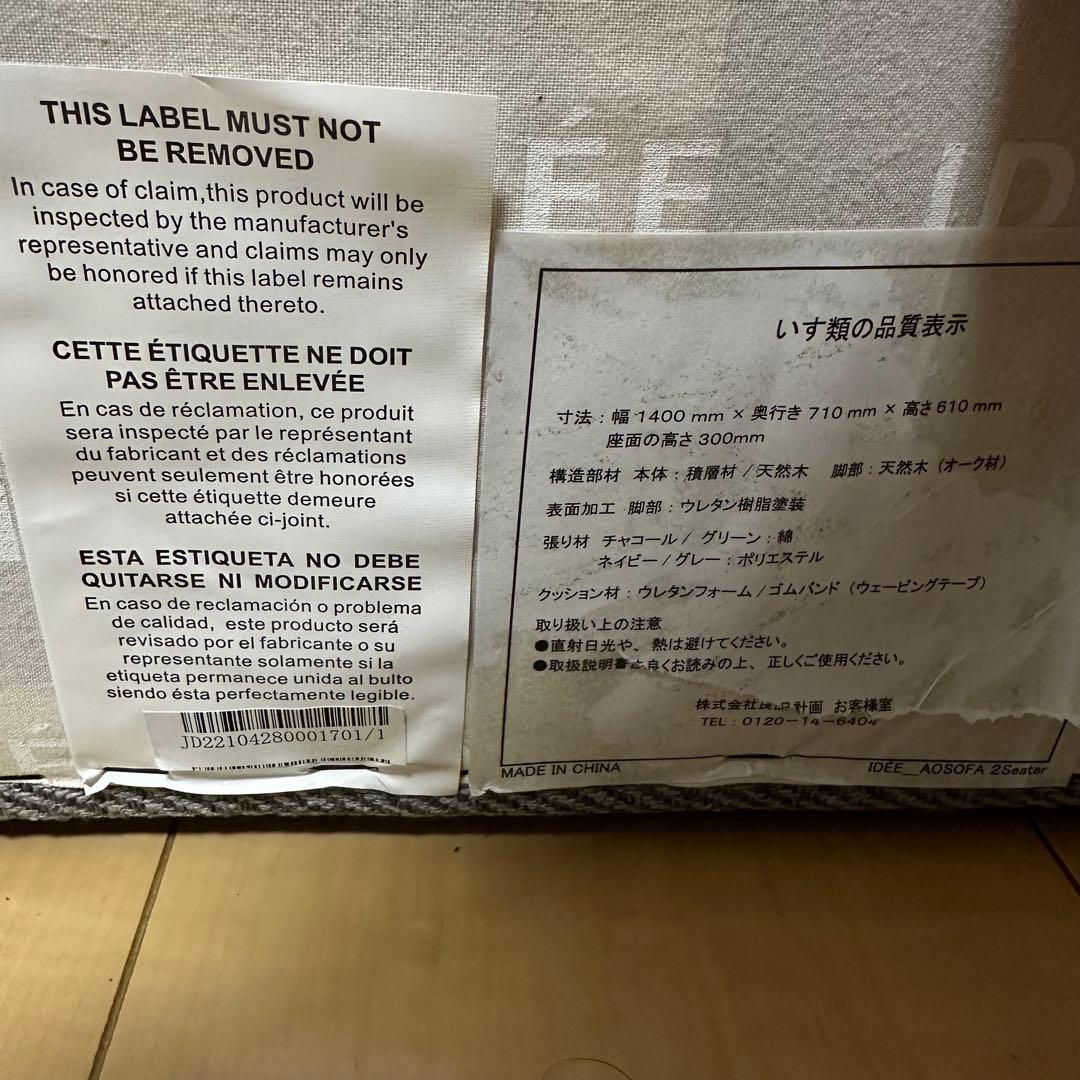 ÉE ID
THIS LABEL MUST NOT
BE REMOVED
In case of claim,this product will be
inspected by the manufacturer's
representative and claims may only
be honored if this label remains
attached thereto.
CETTE ÉTIQUETTE NE DOIT
PAS ÊTRE ENLEVÉE
En cas de réclamation, ce produit
sera inspecté par le représentant
du fabricant et des réclamations
peuvent seulement être honorées
si cette étiquette demeure
attachée ci-joint.
ESTA ESTIQUETA NO DEBE
QUITARSE NI MODIFICARSE
En caso de reclamación o problema
de calidad, este producto será
revisado por el fabricante o su
representante solamente si la
etiqueta permanece unida al bulto
siendo ésta perfectamente legible.
JD22104280001701/1
いす類の品質表示
寸法：幅 1400 mm × 奥行き 710 mm × 高さ 610 mm
座面の高さ 300mm
構造部材 本体：積層材 / 天然木 脚部：天然木（オーク材）
表面加工 脚部：ウレタン樹脂塗装
張り材 チャコール / グリーン：綿
ネイビー / グレー：ポリエステル
クッション材：ウレタンフォーム / ゴムバンド（ウェービングテープ）
取り扱い上の注意
●直射日光や、熱は避けてください。
●取扱説明書を良くお読みの上、正しくご使用ください。
株式会社良品計画 お客様室
TEL：0120-14-6404
MADE IN CHINA
IDÉE__AOSOFA 2Seater